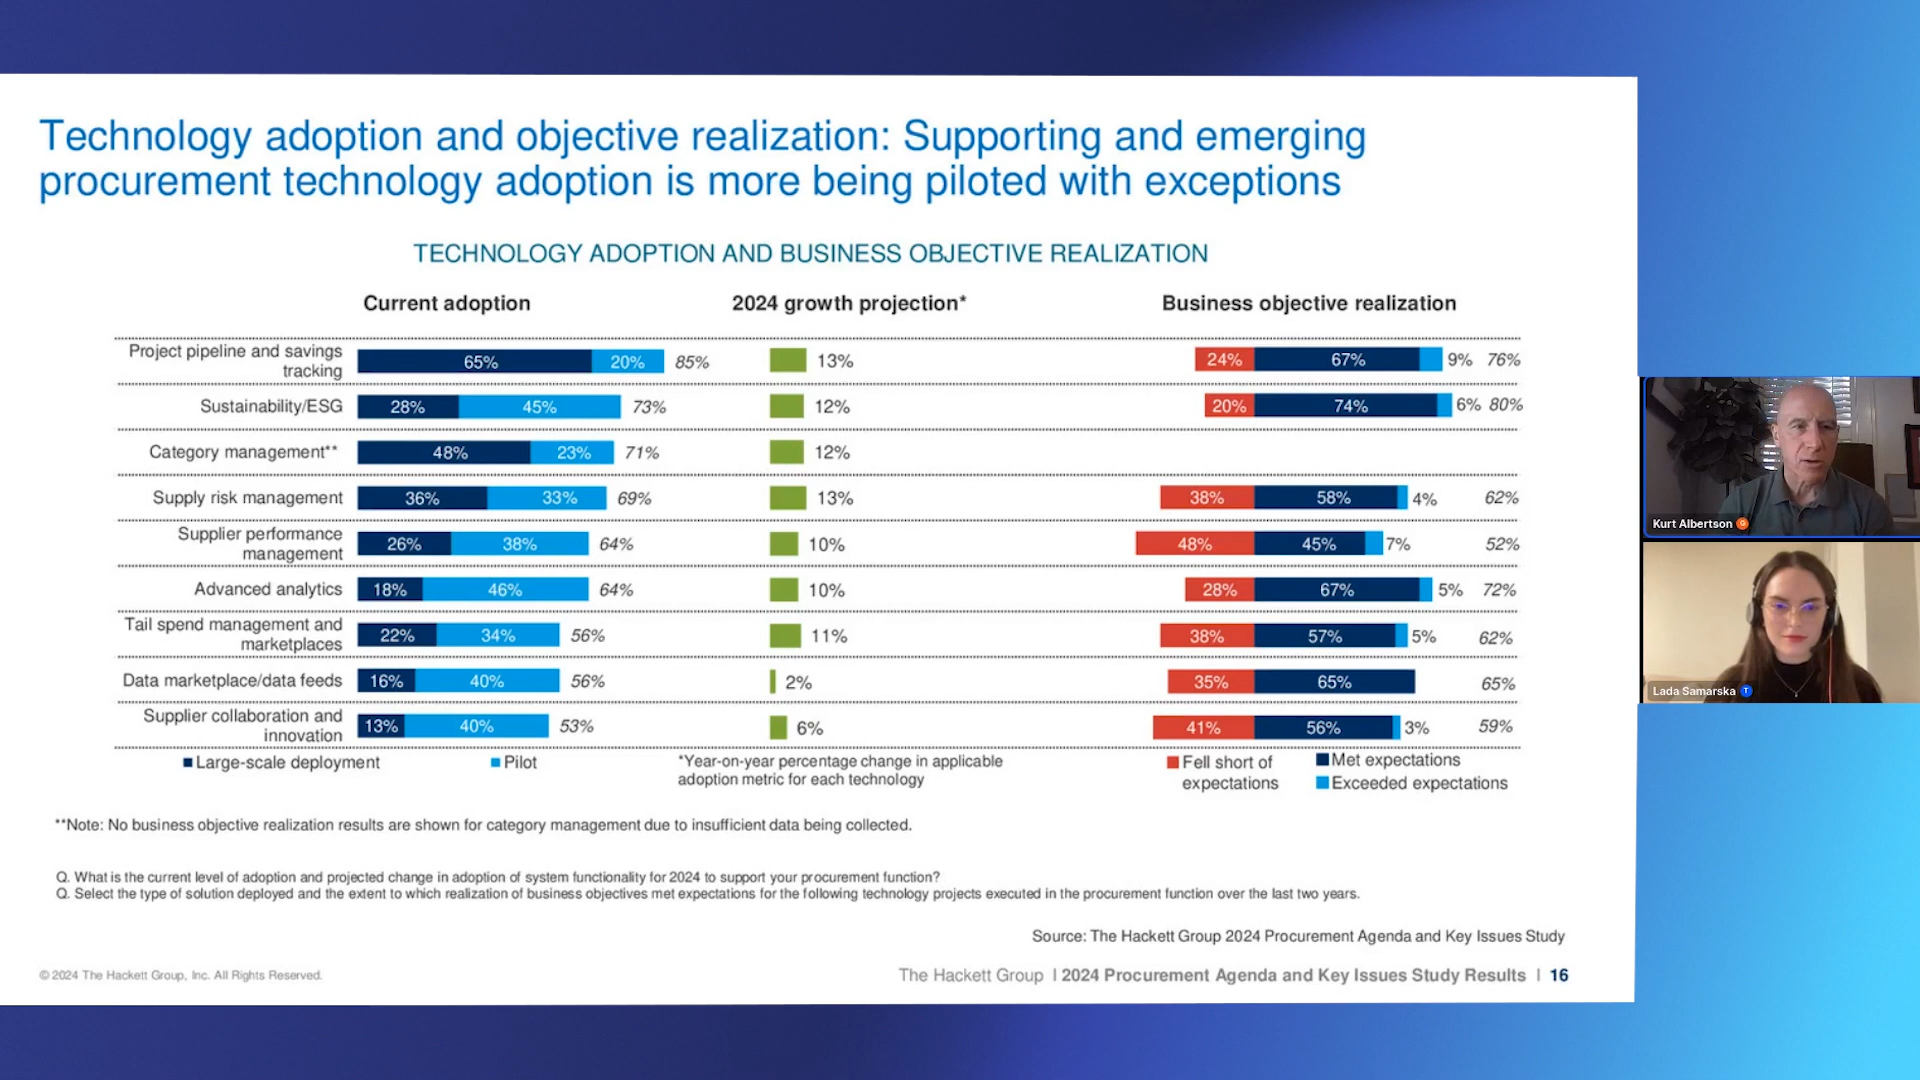 Technology adoption and objective realization: Supporting and emerging
procurement technology adoption is more being piloted with exceptions
TECHNOLOGY ADOPTION AND BUSINESS OBJECTIVE REALIZATION
Current adoption
2024 growth projection*
Business objective realization
Project pipeline and savings
tracking
65% 20% 85% 13% 24% 67% 9% 76%
Sustainability/ESG 28% 45% 73% 12% 20% 74% 6% 80%
Category management** 48% 23% 71% 12%
Supply risk management 36% 33% 69% 13% 38% 58% 4% 62%
Supplier performance
management
26% 38% 64% 10% 48% 45% 7% 52%
Advanced analytics 18% 46% 64% 10% 28% 67% 5% 72%
Tail spend management and
marketplaces
22% 34% 56% 11% 38% 57% 5% 62%
Data marketplace/data feeds 16% 40% 56% 2% 35% 65% 65%
Supplier collaboration and
innovation
13% 40% 53% 6% 41% 56% 3% 59%
Large-scale deployment
Pilot
*Year-on-year percentage change in applicable
adoption metric for each technology
Fell short of
expectations
Met expectations
Exceeded expectations
**Note: No business objective realization results are shown for category management due to insufficient data being collected.
Q. What is the current level of adoption and projected change in adoption of system functionality for 2024 to support your procurement function?
Q. Select the type of solution deployed and the extent to which realization of business objectives met expectations for the following technology projects executed in the procurement function over the last two years.
Source: The Hackett Group 2024 Procurement Agenda and Key Issues Study
© 2024 The Hackett Group, Inc. All Rights Reserved.
The Hackett Group | 2024 Procurement Agenda and Key Issues Study Results | 16
Kurt Albertson
Lada Samarska